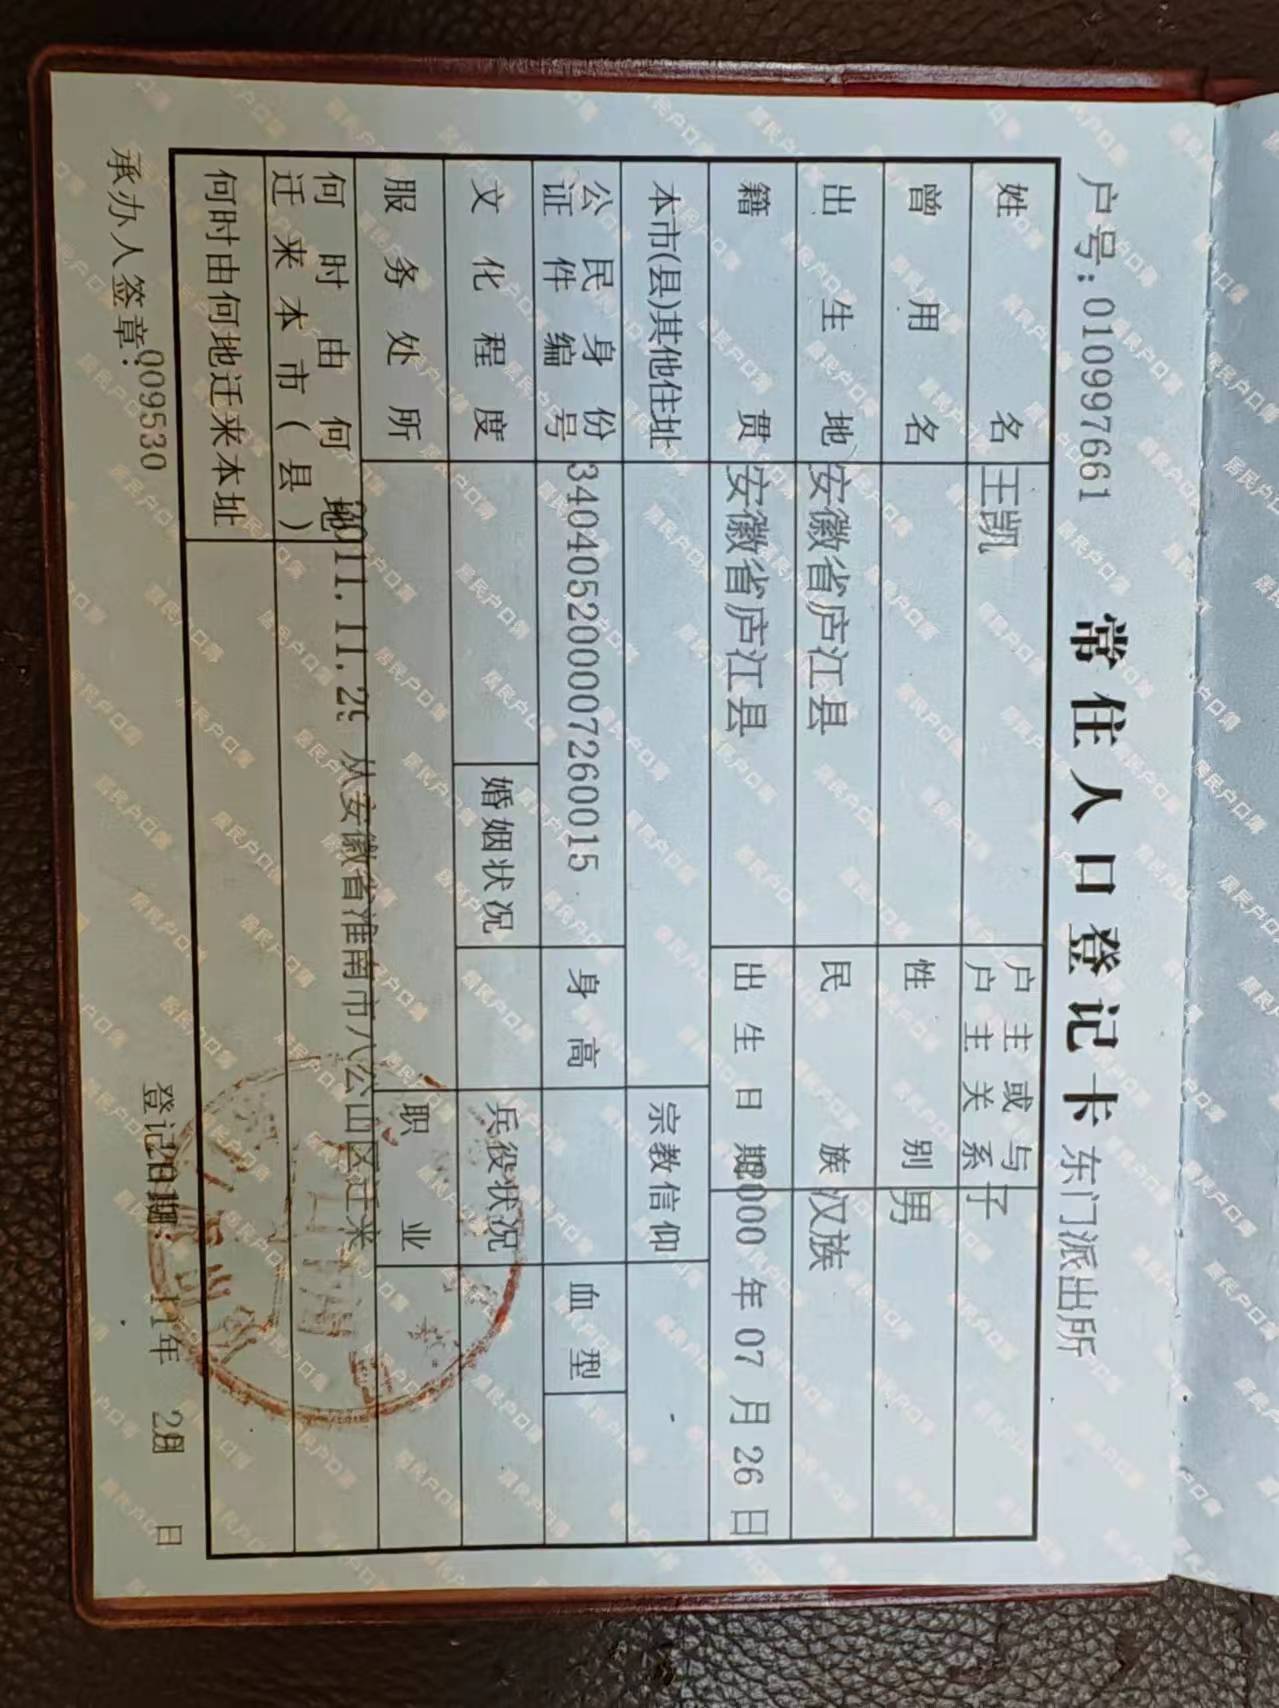 户号：010997661 常住人口登记卡 东门派出所
姓名 王凯 户主或与户主关系 子
曾用名 性别 男
出生地 安徽省庐江县 民族 汉族
籍贯 安徽省庐江县 出生日期 2000 年 07 月 26 日
本市(县)其他住址 宗教信仰
公民身份证件编号 340405200007260015 身高 血型
文化程度 婚姻状况 兵役状况
服务处所 职业
何时由何地迁来本市(县) 2011.11.29 从安徽省淮南市八公山区迁来
何时由何地迁来本址
承办人签章：009530 登记日期： 11年 月 日
居民户口簿